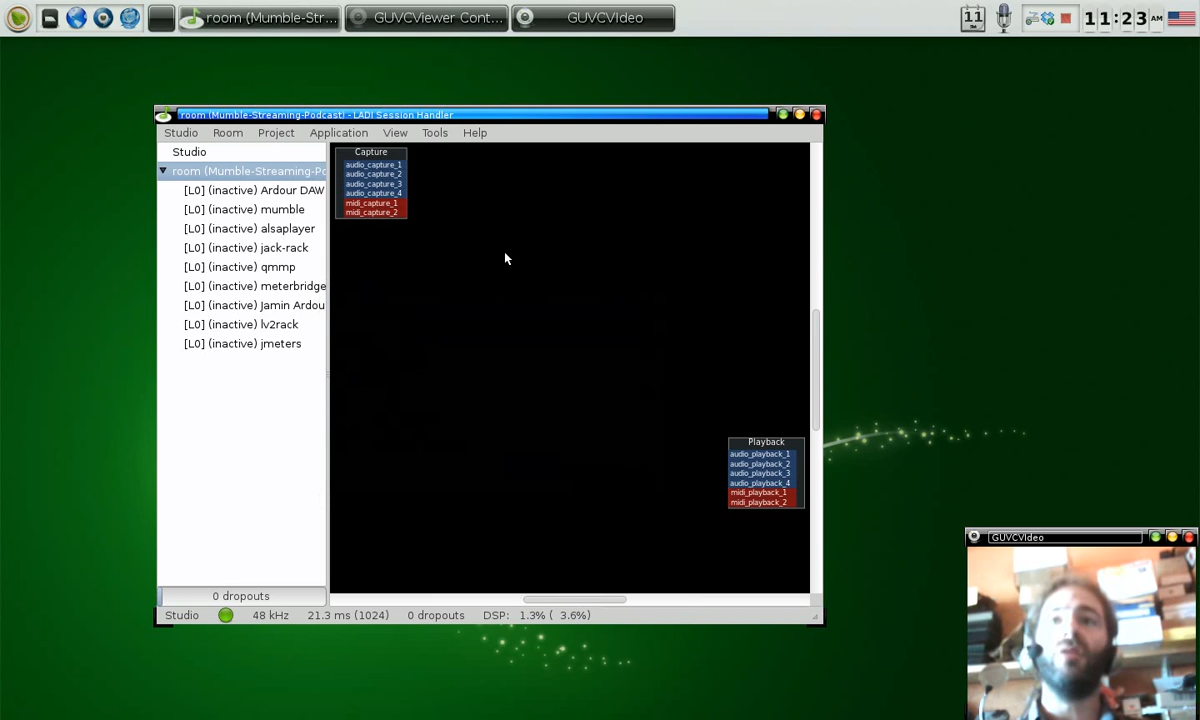 room (Mumble-Str...
GUVCViewer Cont...
GUVCVIdeo
11
11:23 AM
room (Mumble-Streaming-Podcast) - LADI Session Handler
Studio Room Project Application View Tools Help
Studio
room (Mumble-Streaming-Po
[L0] (inactive) Ardour DAW
[L0] (inactive) mumble
[L0] (inactive) alsaplayer
[L0] (inactive) jack-rack
[L0] (inactive) qmmp
[L0] (inactive) meterbridge
[L0] (inactive) Jamin Ardou
[L0] (inactive) lv2rack
[L0] (inactive) jmeters
Capture
audio_capture_1
audio_capture_2
audio_capture_3
audio_capture_4
midi_capture_1
midi_capture_2
Playback
audio_playback_1
audio_playback_2
audio_playback_3
audio_playback_4
midi_playback_1
midi_playback_2
0 dropouts
Studio 48 kHz 21.3 ms (1024) 0 dropouts DSP: 1.3% ( 3.6%)
GUVCVIdeo